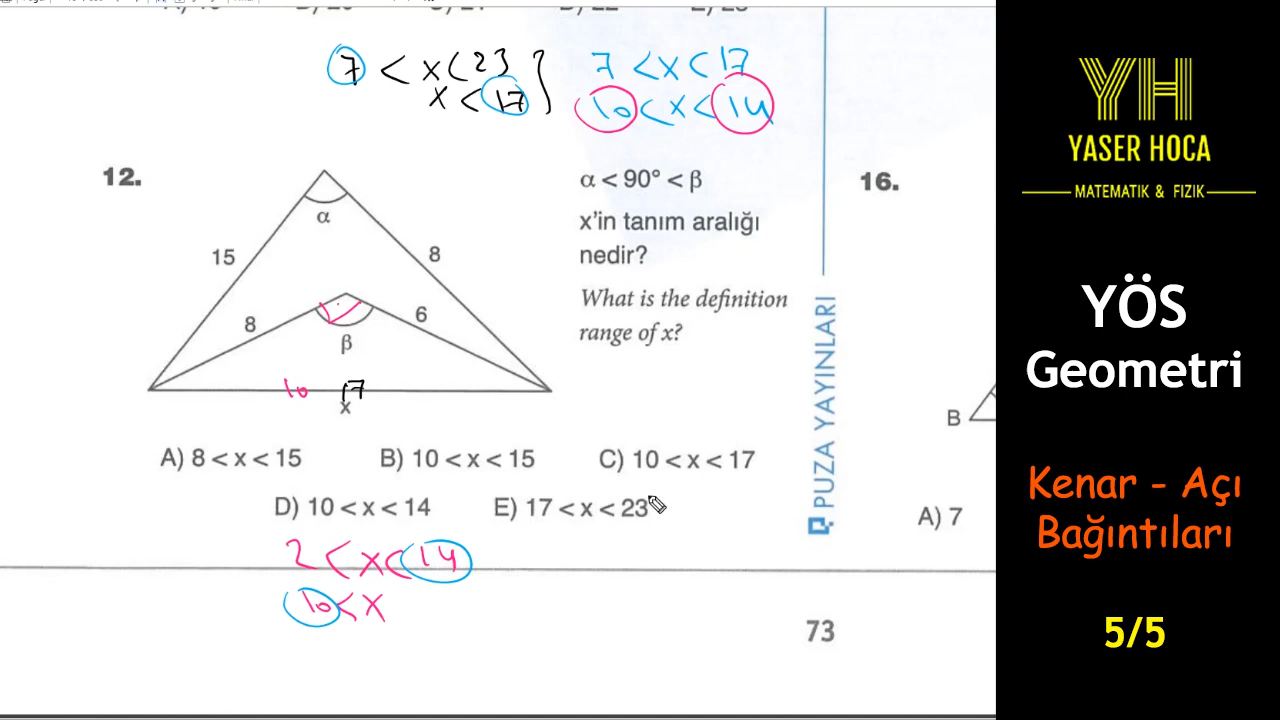 7 < x < 23
x < 17
7 < x < 17
10 < x < 14
12.
α
15
8
8
6
β
10
17
x
α < 90° < β
x'in tanım aralığı
nedir?
What is the definition
range of x?
A) 8 < x < 15
B) 10 < x < 15
C) 10 < x < 17
D) 10 < x < 14
E) 17 < x < 23
2 < x < 14
10 < x
PUZA YAYINLARI
73
16.
B
A) 7
YH
YASER HOCA
MATEMATIK & FIZIK
YÖS
Geometri
Kenar - Açı
Bağıntıları
5/5